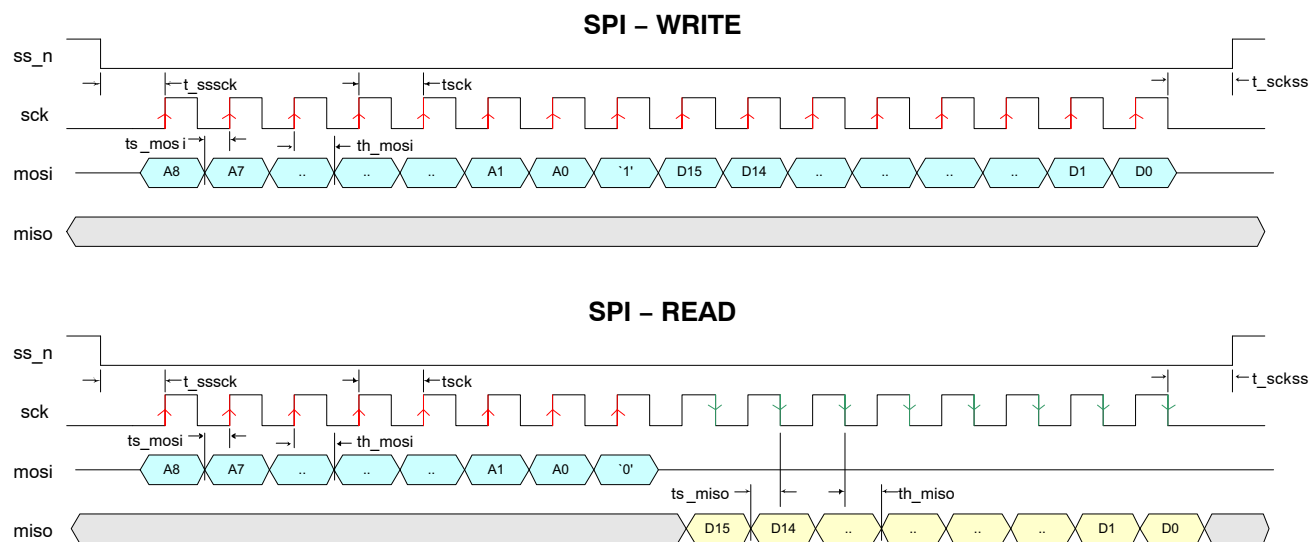 SPI – WRITE
ss_n
t_sssck tsck t_sckss
sck
ts_mosi th_mosi
mosi A8 A7 .. .. .. A1 A0 `1' D15 D14 .. .. .. .. D1 D0
miso
SPI – READ
ss_n
t_sssck tsck t_sckss
sck
ts_mosi th_mosi
mosi A8 A7 .. .. .. A1 A0 `0'
ts_miso th_miso
miso D15 D14 .. .. .. .. D1 D0